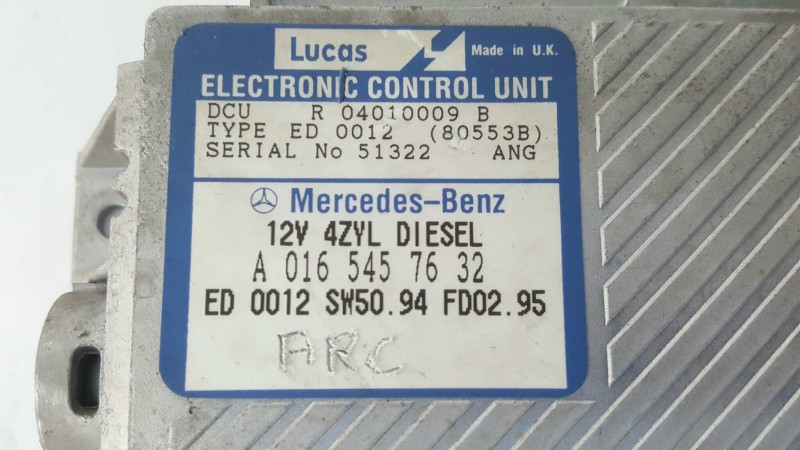 Lucas Made in U.K.
ELECTRONIC CONTROL UNIT
DCU R 04010009 B
TYPE ED 0012 (80553B)
SERIAL No 51322 ANG
Mercedes-Benz
12V 4ZYL DIESEL
A 016 545 76 32
ED 0012 SW50.94 FD02.95
ARC